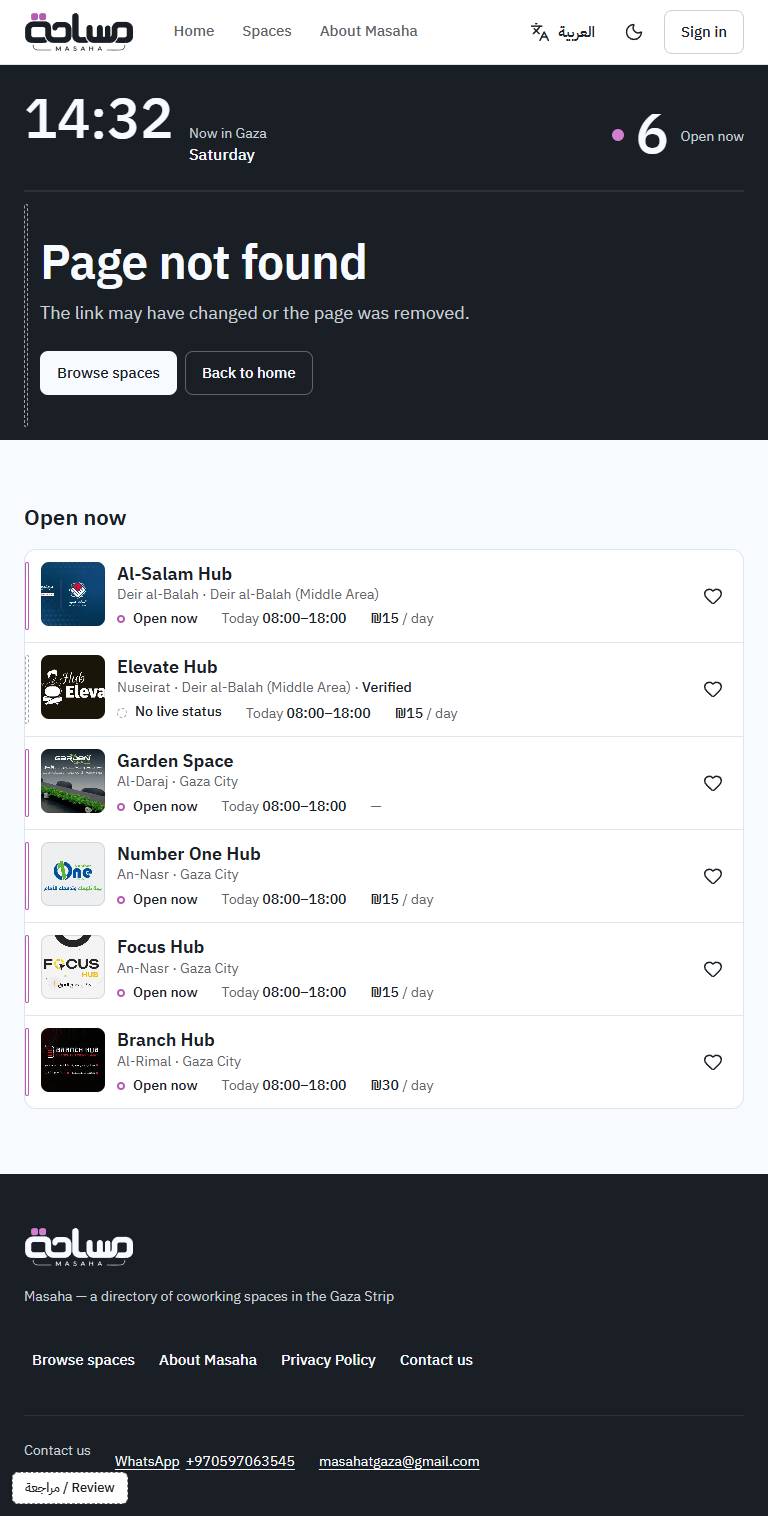 مساحة
MASAHA
Home Spaces About Masaha العربية Sign in
14:32 Now in Gaza
Saturday
6 Open now
Page not found
The link may have changed or the page was removed.
Browse spaces Back to home
Open now
Al-Salam Hub
Deir al-Balah · Deir al-Balah (Middle Area)
Open now Today 08:00–18:00 ₪15 / day
Hub
Eleva
Elevate Hub
Nuseirat · Deir al-Balah (Middle Area) · Verified
No live status Today 08:00–18:00 ₪15 / day
GARDEN
Garden Space
Al-Daraj · Gaza City
Open now Today 08:00–18:00 —
One
Number One Hub
An-Nasr · Gaza City
Open now Today 08:00–18:00 ₪15 / day
FOCUS
HUB
Focus Hub
An-Nasr · Gaza City
Open now Today 08:00–18:00 ₪15 / day
BRANCH HUB
Branch Hub
Al-Rimal · Gaza City
Open now Today 08:00–18:00 ₪30 / day
مساحة
MASAHA
Masaha — a directory of coworking spaces in the Gaza Strip
Browse spaces About Masaha Privacy Policy Contact us
Contact us WhatsApp +970597063545 masahatgaza@gmail.com
مراجعة / Review